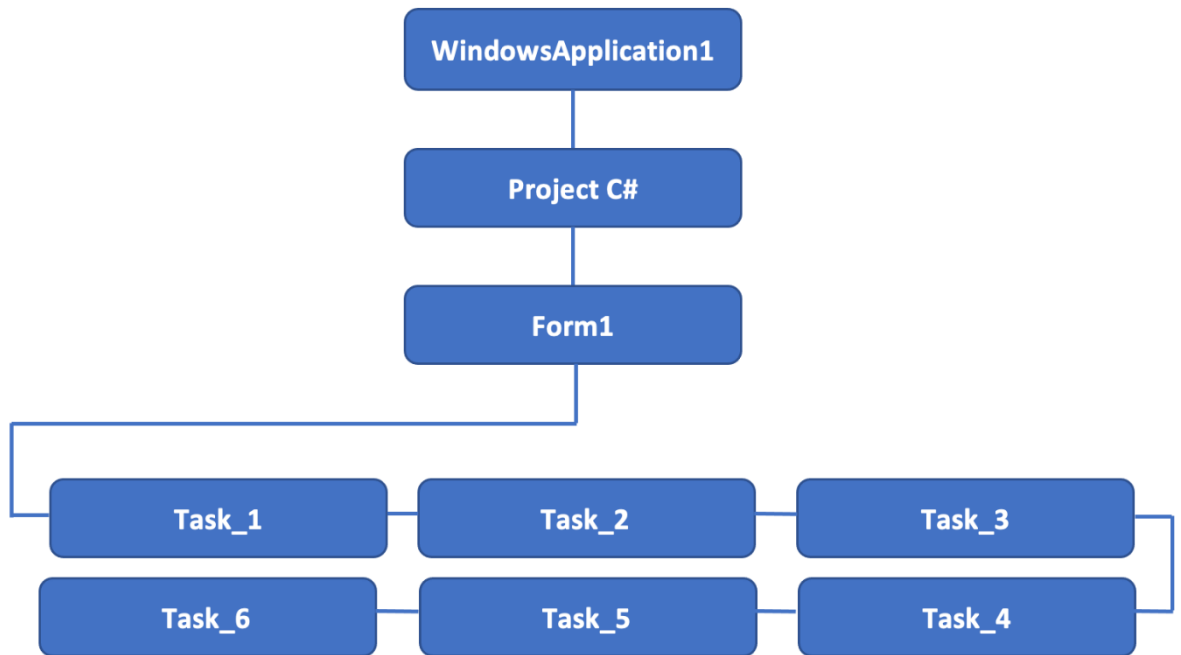 WindowsApplication1
Project C#
Form1
Task_1
Task_2
Task_3
Task_6
Task_5
Task_4